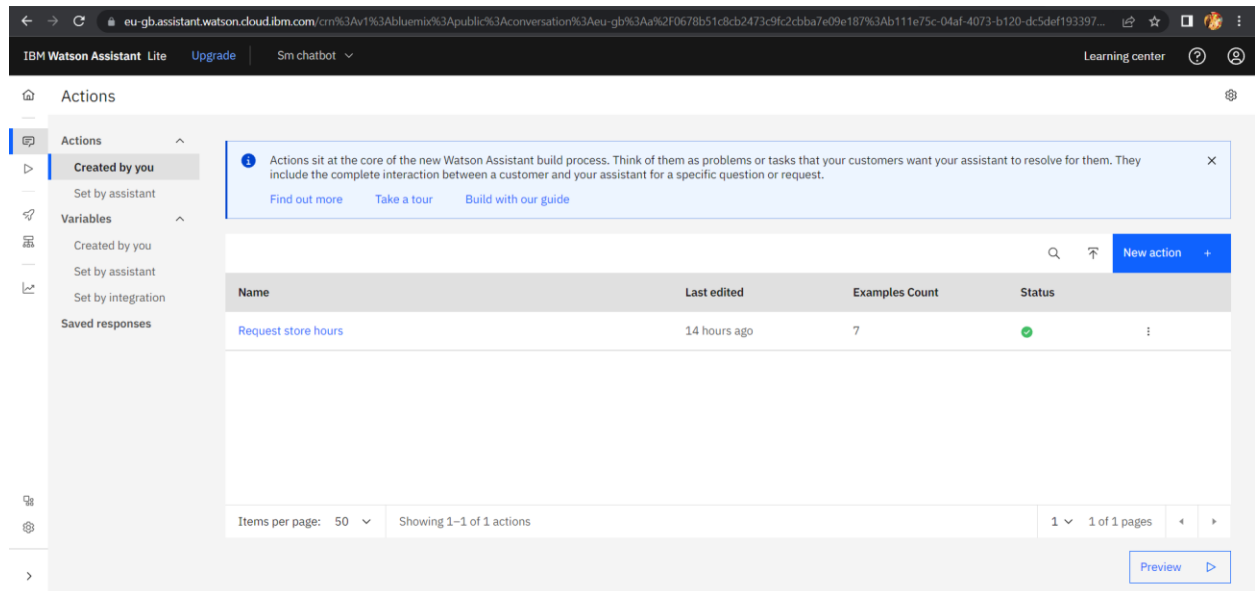 eu-gb.assistant.watson.cloud.ibm.com/crn%3Av1%3Abluemix%3Apublic%3Aconversation%3Aeu-gb%3Aa%2F0678b51c8cb2473c9fc2cbba7e09e187%3Ab111e75c-04af-4073-b120-dc5def193397...
IBM Watson Assistant Lite Upgrade Sm chatbot Learning center
Actions
Actions
Created by you
Set by assistant
Variables
Created by you
Set by assistant
Set by integration
Saved responses
Actions sit at the core of the new Watson Assistant build process. Think of them as problems or tasks that your customers want your assistant to resolve for them. They
include the complete interaction between a customer and your assistant for a specific question or request.
Find out more Take a tour Build with our guide
New action +
Name Last edited Examples Count Status
Request store hours 14 hours ago 7
Items per page: 50 Showing 1–1 of 1 actions 1 1 of 1 pages
Preview